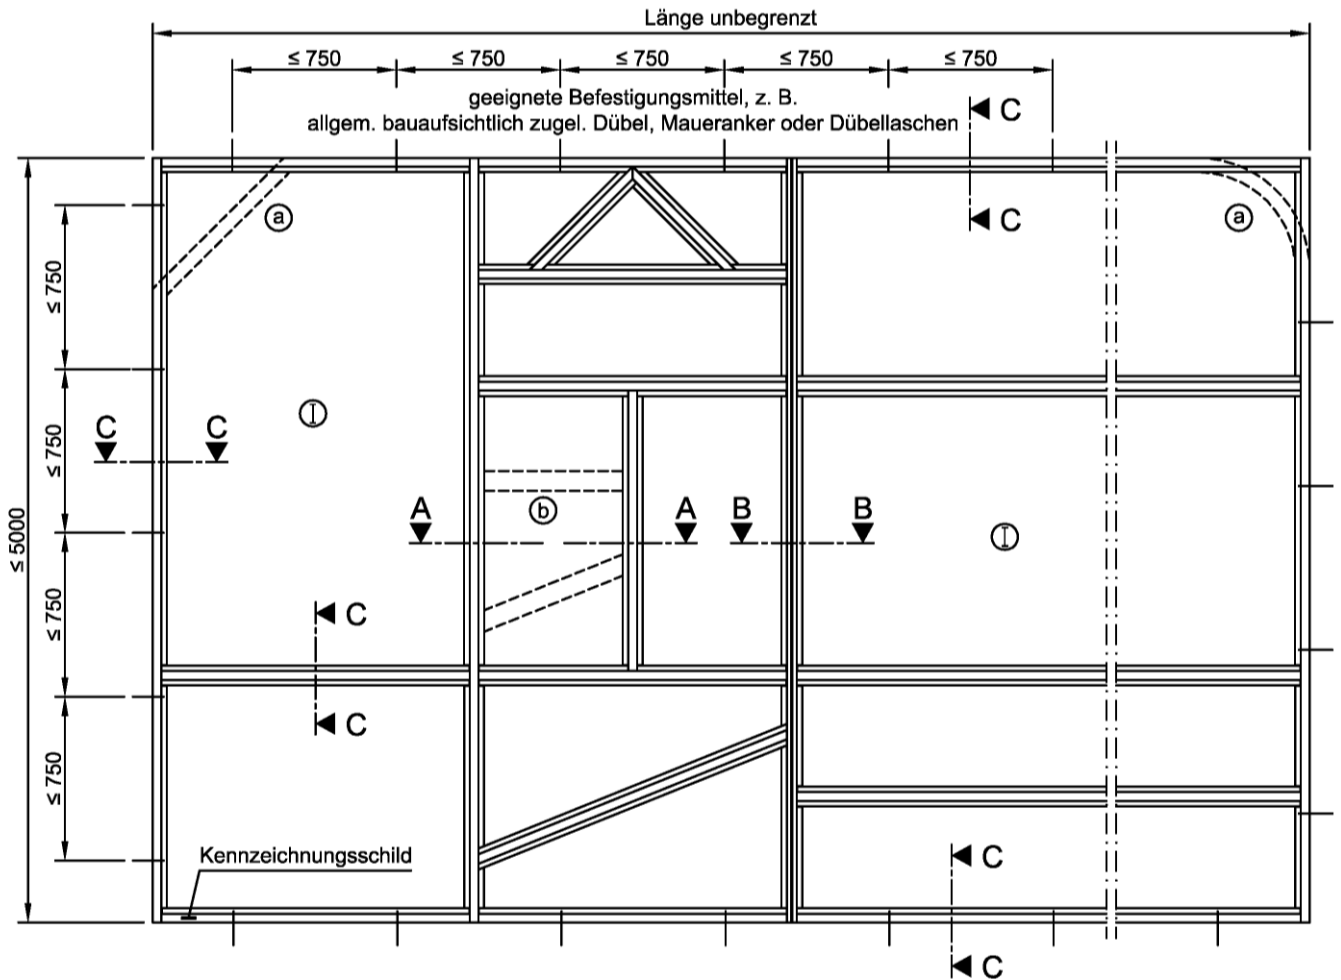 Länge unbegrenzt
≤ 750 ≤ 750 ≤ 750 ≤ 750 ≤ 750
geeignete Befestigungsmittel, z. B.
allgem. bauaufsichtlich zugel. Dübel, Maueranker oder Dübellaschen
C
C
a
a
≤ 750
I
C C
≤ 750
A
b
A B B
I
≤ 5000
≤ 750
C
C
≤ 750
Kennzeichnungsschild
C
C